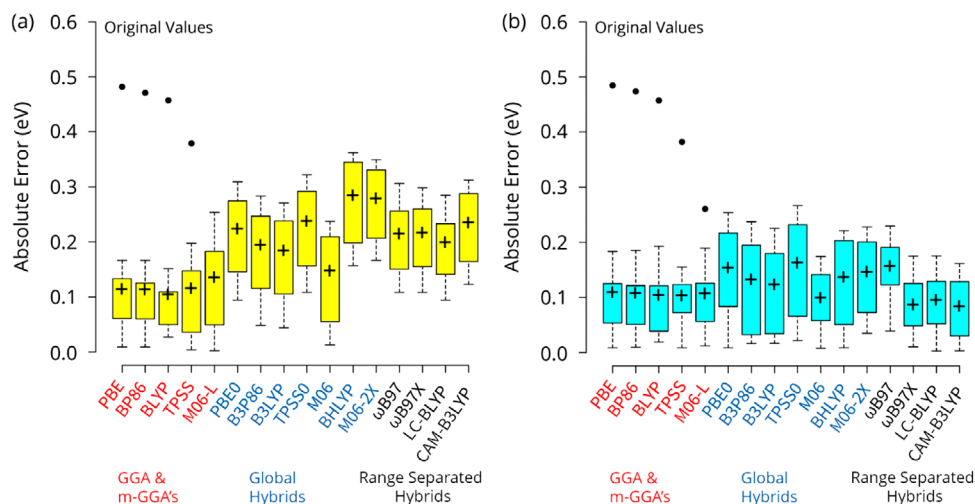 (a)
Original Values
Absolute Error (eV)
0.6
0.5
0.4
0.3
0.2
0.1
0.0
PBE
BP86
BLYP
TPSS
M06-L
PBE0
B3P86
B3LYP
TPSS0
M06
BHLYP
M06-2X
ωB97
ωB97X
LC-BLYP
CAM-B3LYP
GGA &
m-GGA's
Global
Hybrids
Range Separated
Hybrids
(b)
Original Values
Absolute Error (eV)
0.6
0.5
0.4
0.3
0.2
0.1
0.0
PBE
BP86
BLYP
TPSS
M06-L
PBE0
B3P86
B3LYP
TPSS0
M06
BHLYP
M06-2X
ωB97
ωB97X
LC-BLYP
CAM-B3LYP
GGA &
m-GGA's
Global
Hybrids
Range Separated
Hybrids